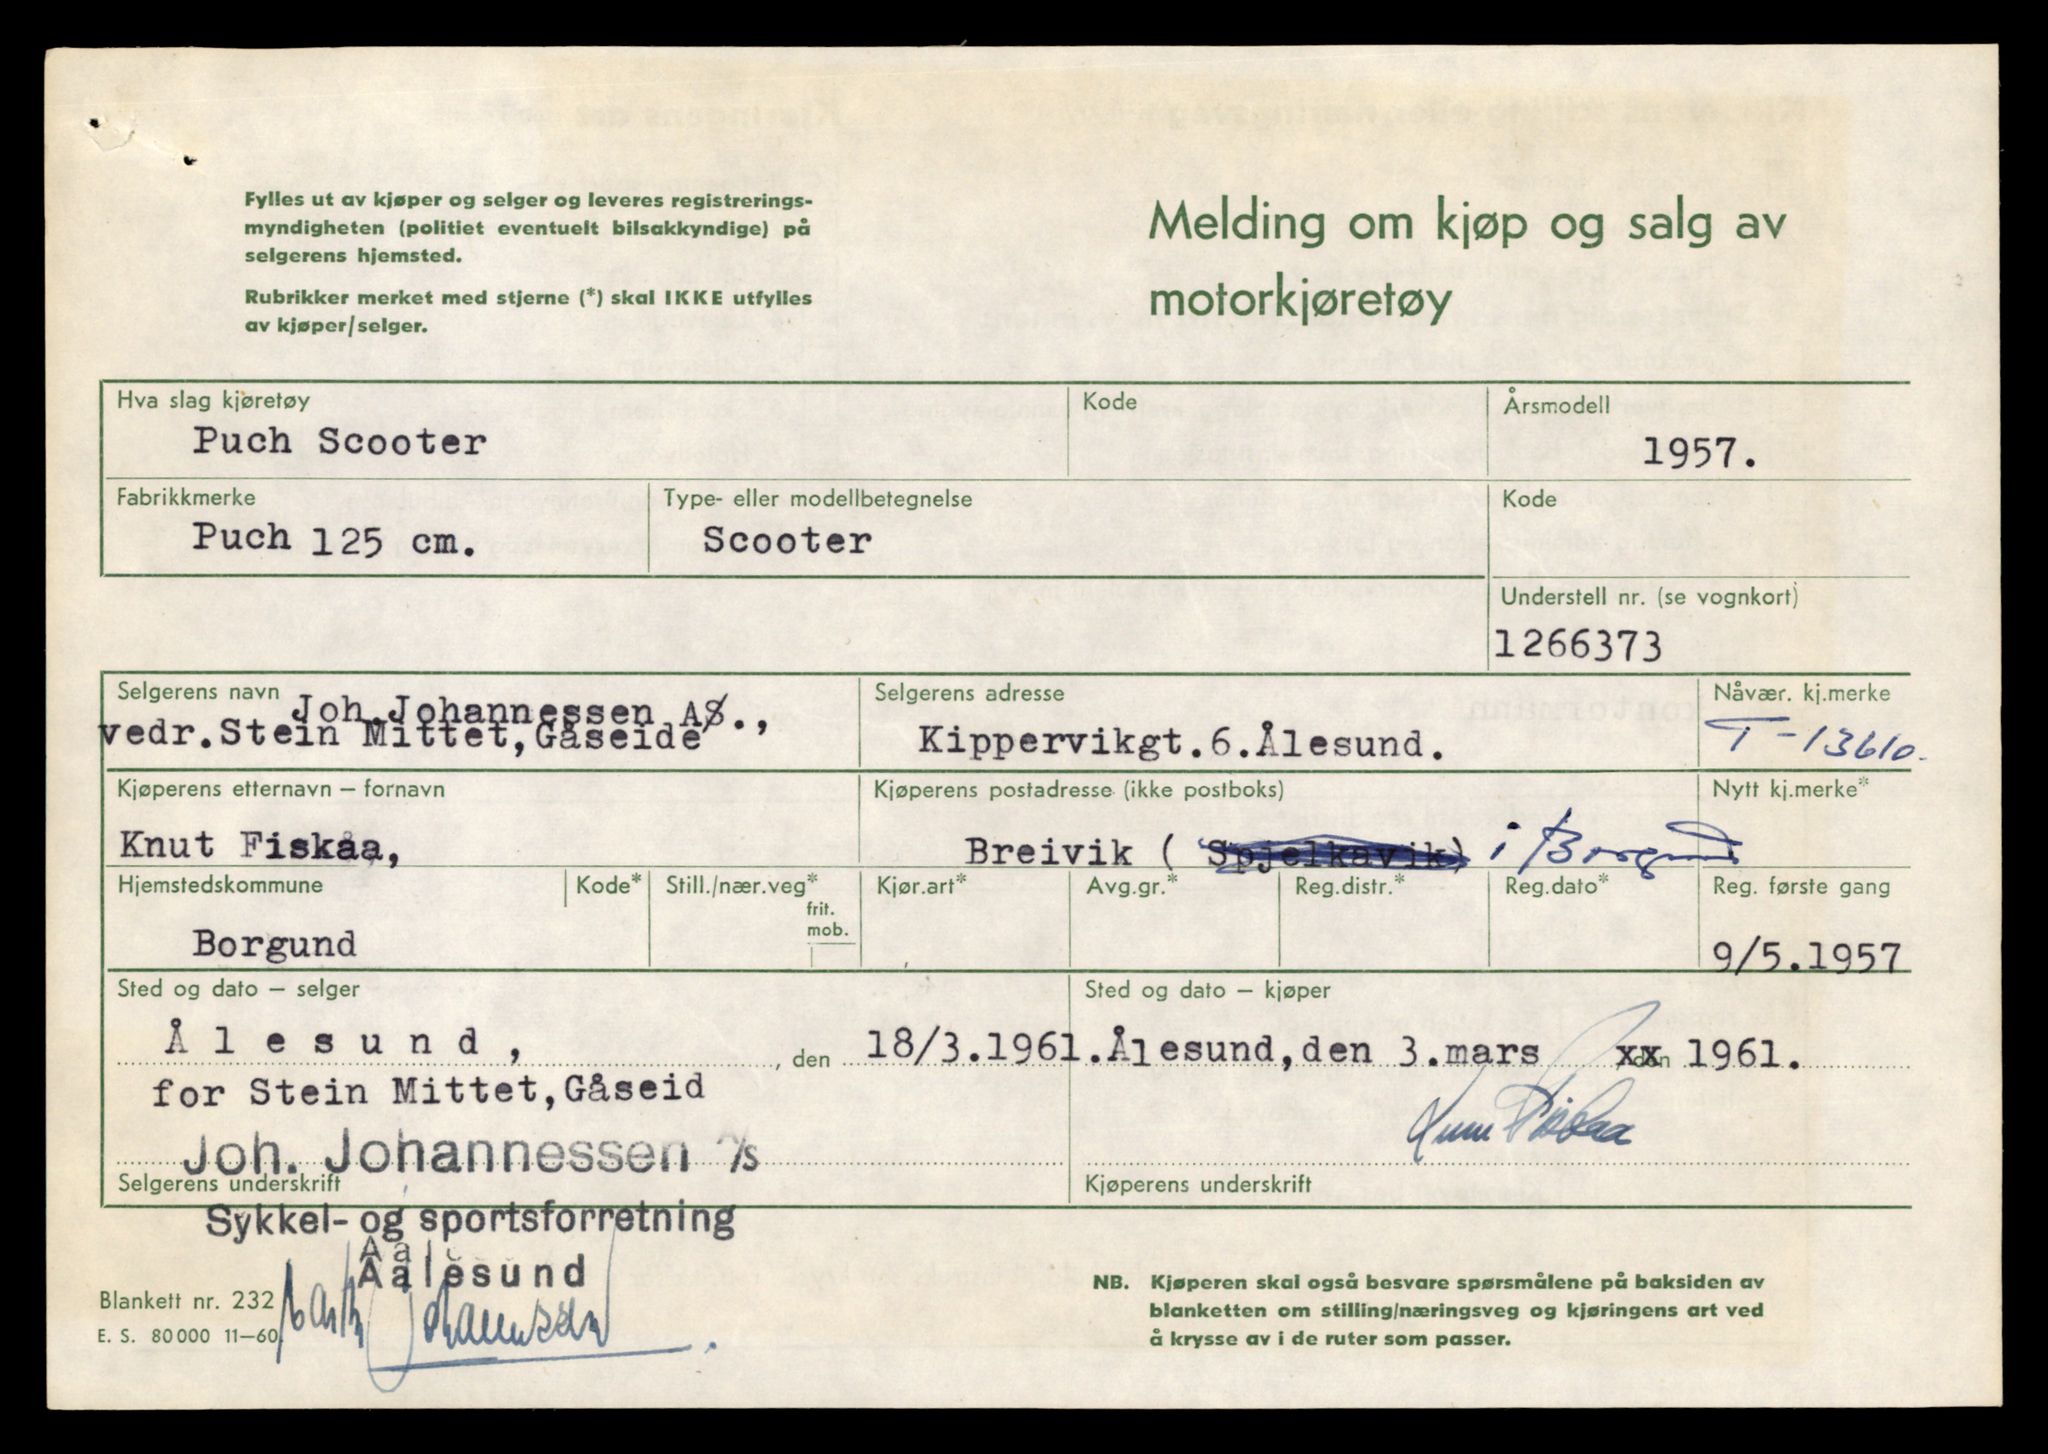 Fylles ut av kjøper og selger og leveres registrerings-
myndigheten (politiet eventuelt bilsakkyndige) på
selgerens hjemsted.
Rubrikker merket med stjerne (*) skal IKKE utfylles
av kjøper/selger.
Melding om kjøp og salg av
motorkjøretøy
Hva slag kjøretøy
Puch Scooter
Kode
Årsmodell
1957.
Fabrikkmerke
Puch 125 cm.
Type- eller modellbetegnelse
Scooter
Kode
Understell nr. (se vognkort)
1266373
Selgerens navn
Joh. Johannessen AS.,
vedr. Stein Mittet, Gåseide
Selgerens adresse
Kippervikgt. 6. Ålesund.
Nåvær. kj.merke
T-13610.
Kjøperens etternavn – fornavn
Knut Fiskåa,
Kjøperens postadresse (ikke postboks)
Breivik ( Spjelkavik) i Borgund
Nytt kj.merke*
Hjemstedskommune
Borgund
Kode*
Still./nær.veg*
frit.
mob.
Kjør.art*
Avg.gr.*
Reg.distr.*
Reg.dato*
Reg. første gang
9/5.1957
Sted og dato – selger
Ålesund, den 18/3.1961.
for Stein Mittet, Gåseid
Joh. Johannessen A/S
Selgerens underskrift
Sykkel- og sportsforretning
Aalesund
Johannessen
Sted og dato – kjøper
Ålesund, den 3. mars xx den 1961.
Knut Fiskaa
Kjøperens underskrift
Blankett nr. 232
E. S. 80 000 11–60
NB. Kjøperen skal også besvare spørsmålene på baksiden av
blanketten om stilling/næringsveg og kjøringens art ved
å krysse av i de ruter som passer.